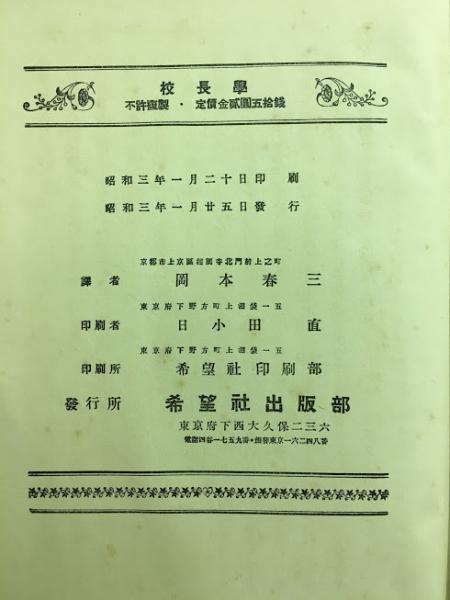 校長學
不許複製・定價金貳圓五拾錢
昭和三年一月二十日印刷
昭和三年一月廿五日發行
京都市上京區相國寺北門前上之町
譯者 岡本春三
東京府下野方町上沼袋一五
印刷者 日小田直
東京府下野方町上沼袋一五
印刷所 希望社印刷部
發行所 希望社出版部
東京府下西大久保二三六
電話四谷一七五九番・振替東京一六二四八番